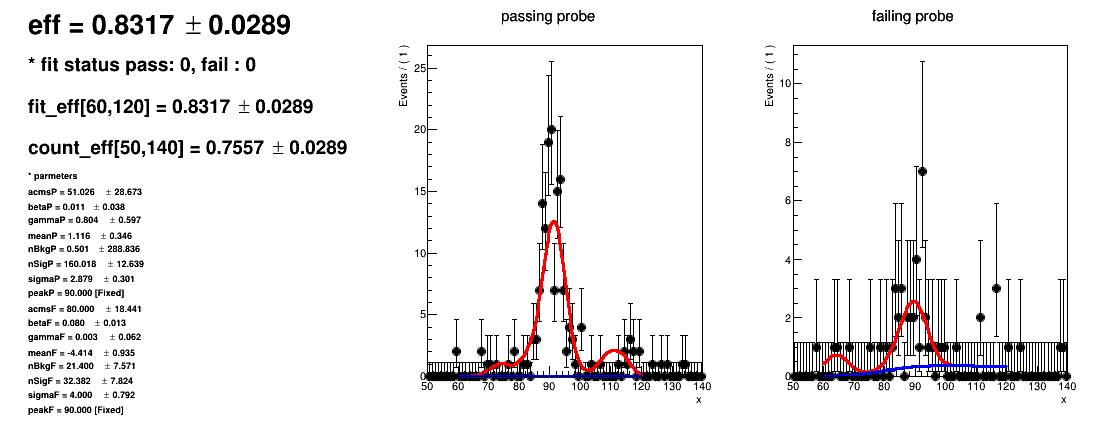 eff = 0.8317 ± 0.0289
* fit status pass: 0, fail : 0
fit_eff[60,120] = 0.8317 ± 0.0289
count_eff[50,140] = 0.7557 ± 0.0289
* parmeters
acmsP = 51.026 ± 28.673
betaP = 0.011 ± 0.038
gammaP = 0.804 ± 0.597
meanP = 1.116 ± 0.346
nBkgP = 0.501 ± 288.836
nSigP = 160.018 ± 12.639
sigmaP = 2.879 ± 0.301
peakP = 90.000 [Fixed]
acmsF = 80.000 ± 18.441
betaF = 0.080 ± 0.013
gammaF = 0.003 ± 0.062
meanF = -4.414 ± 0.935
nBkgF = 21.400 ± 7.571
nSigF = 32.382 ± 7.824
sigmaF = 4.000 ± 0.792
peakF = 90.000 [Fixed]
passing probe
Events / ( 1 )
25
20
15
10
5
0
50 60 70 80 90 100 110 120 130 140
x
failing probe
Events / ( 1 )
10
8
6
4
2
0
50 60 70 80 90 100 110 120 130 140
x